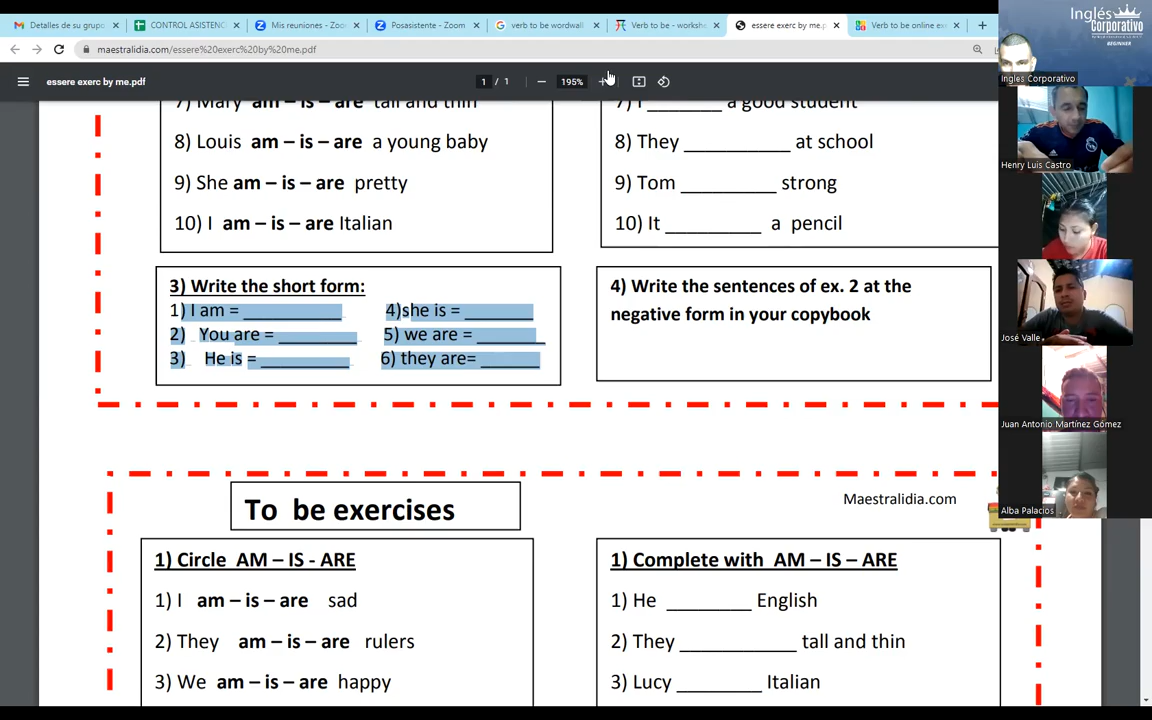 Detalles de su grupo
CONTROL ASISTENC
Mis reuniones - Zoo
Posasistente - Zoom
verb to be wordwall
Verb to be - workshe
essere exerc by me.p
Verb to be online exe
maestralidia.com/essere%20exerc%20by%20me.pdf
essere exerc by me.pdf
1 / 1
195%
7) Mary am – is – are tall and thin
8) Louis am – is – are a young baby
9) She am – is – are pretty
10) I am – is – are Italian
7) I ________ a good student
8) They __________ at school
9) Tom _________ strong
10) It _________ a pencil
3) Write the short form:
1) I am = __________ 4)she is = _______
2) You are = ________ 5) we are = _______
3) He is = _________ 6) they are= ______
4) Write the sentences of ex. 2 at the
negative form in your copybook
To be exercises
Maestralidia.com
1) Circle AM – IS - ARE
1) I am – is – are sad
2) They am – is – are rulers
3) We am – is – are happy
1) Complete with AM – IS – ARE
1) He ________ English
2) They ___________ tall and thin
3) Lucy ________ Italian
Inglés
Corporativo
BEGINNER
Ingles Corporativo
Henry Luis Castro
José Valle
Juan Antonio Martínez Gómez
Alba Palacios